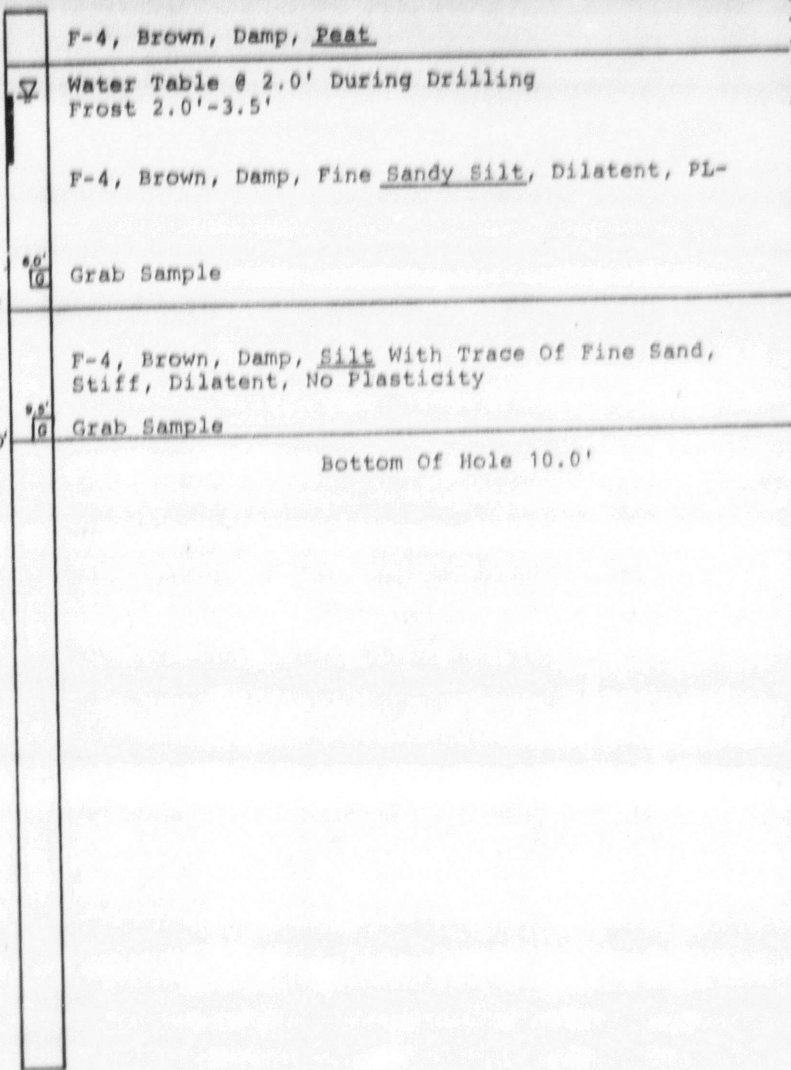 F-4, Brown, Damp, Peat
Water Table @ 2.0' During Drilling
Frost 2.0'-3.5'
F-4, Brown, Damp, Fine Sandy Silt, Dilatent, PL-
6.0'
G Grab Sample
F-4, Brown, Damp, Silt With Trace Of Fine Sand,
Stiff, Dilatent, No Plasticity
9.5'
G Grab Sample
Bottom Of Hole 10.0'